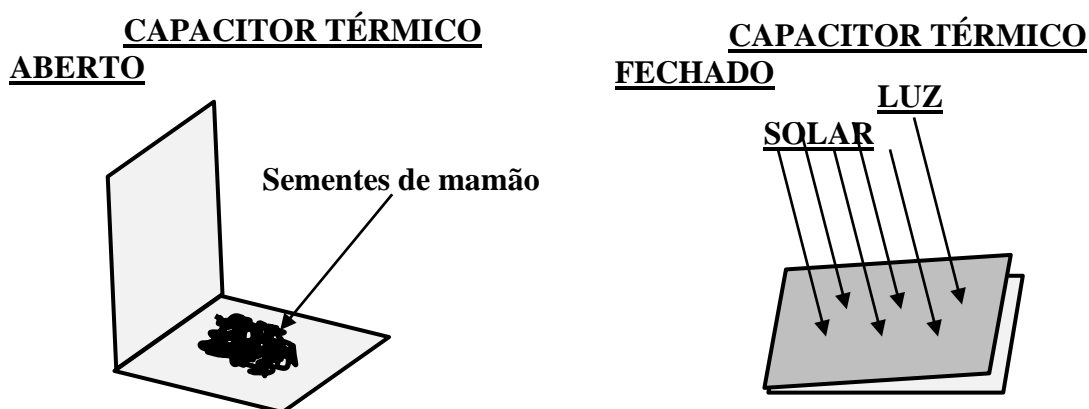 CAPACITOR TÉRMICO
ABERTO
Sementes de mamão
CAPACITOR TÉRMICO
FECHADO
LUZ
SOLAR